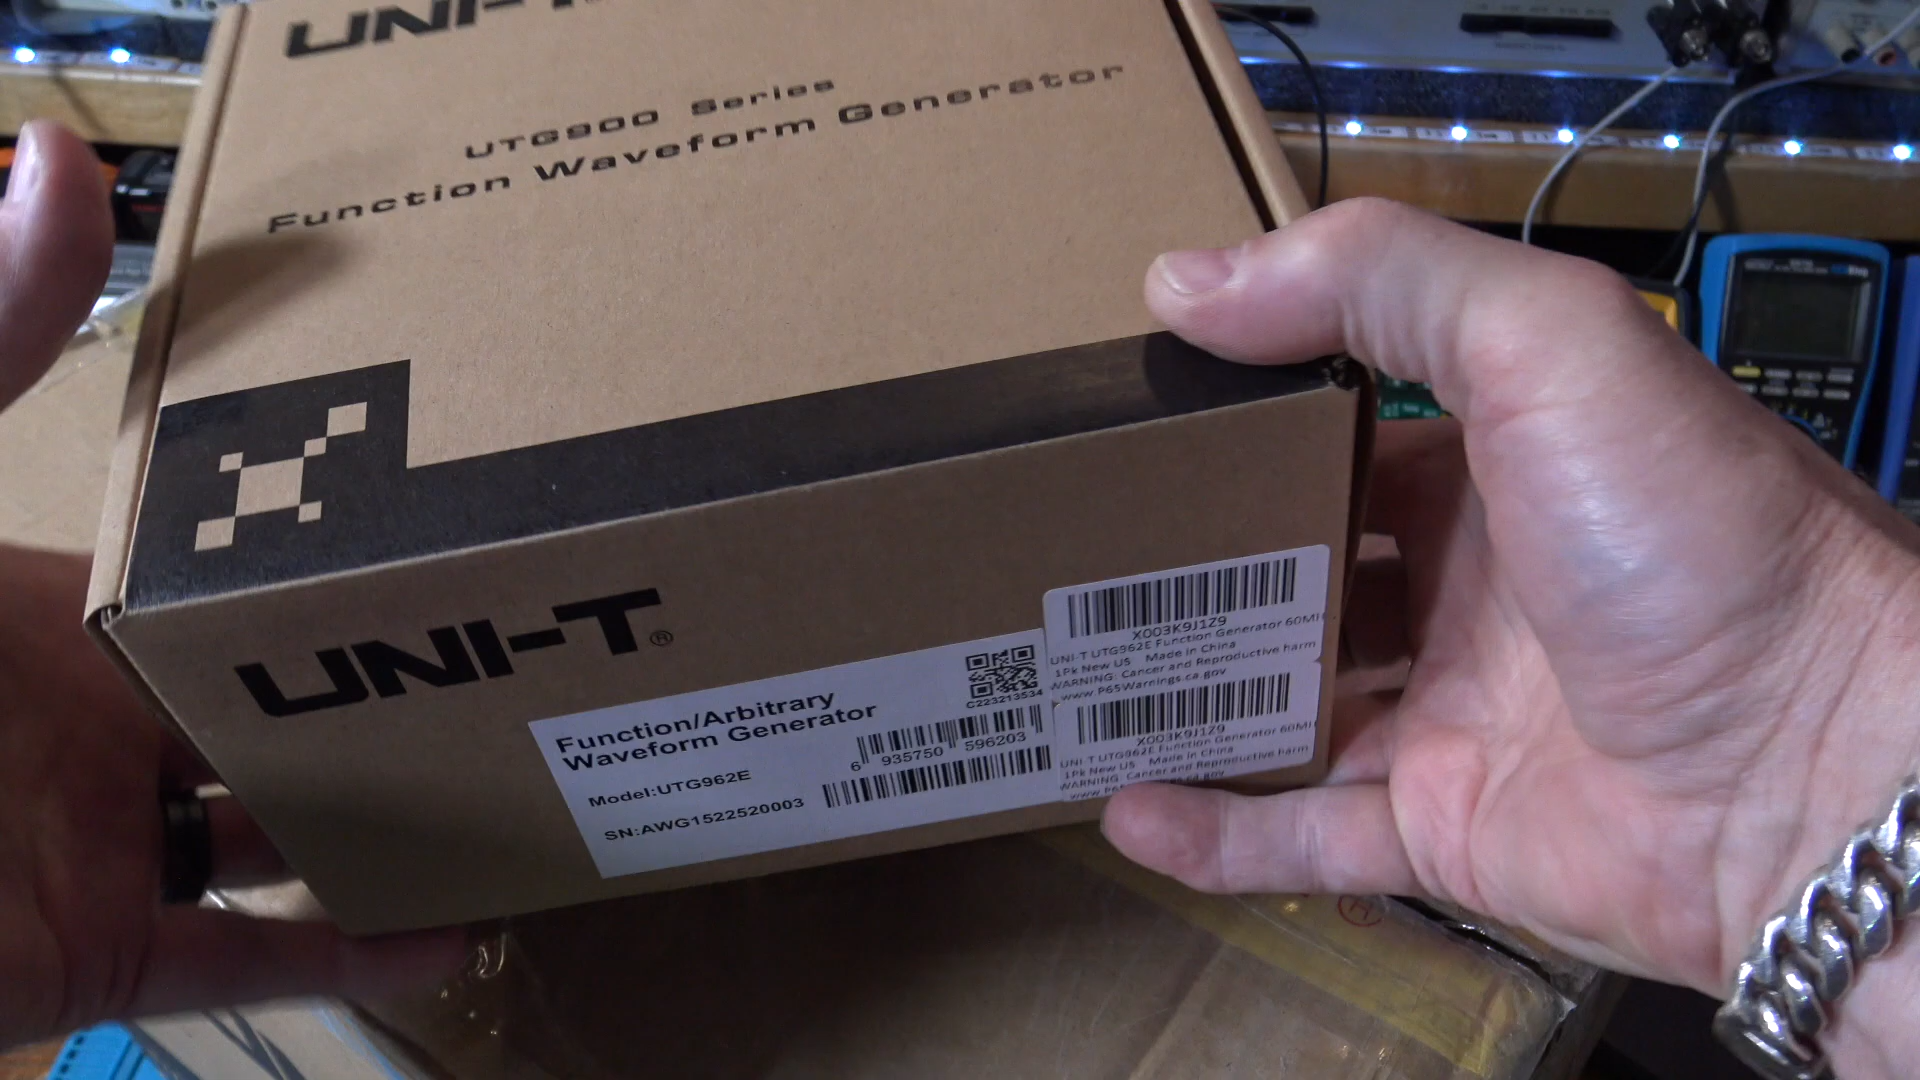 UNI-T
UTG900 Series
Function Waveform Generator
UNI-T®
Function/Arbitrary
Waveform Generator
Model:UTG962E
SN:AWG1522520003
C223213534
6 935750 596203
X003K9J1Z9
UNI-T UTG962E Function Generator 60M
1Pk New US Made In China
WARNING: Cancer and Reproductive harm
www.P65Warnings.ca.gov
X003K9J1Z9
UNI-T UTG962E Function Generator 60M
1Pk New US Made In China
WARNING: Cancer and Reproductive harm
H